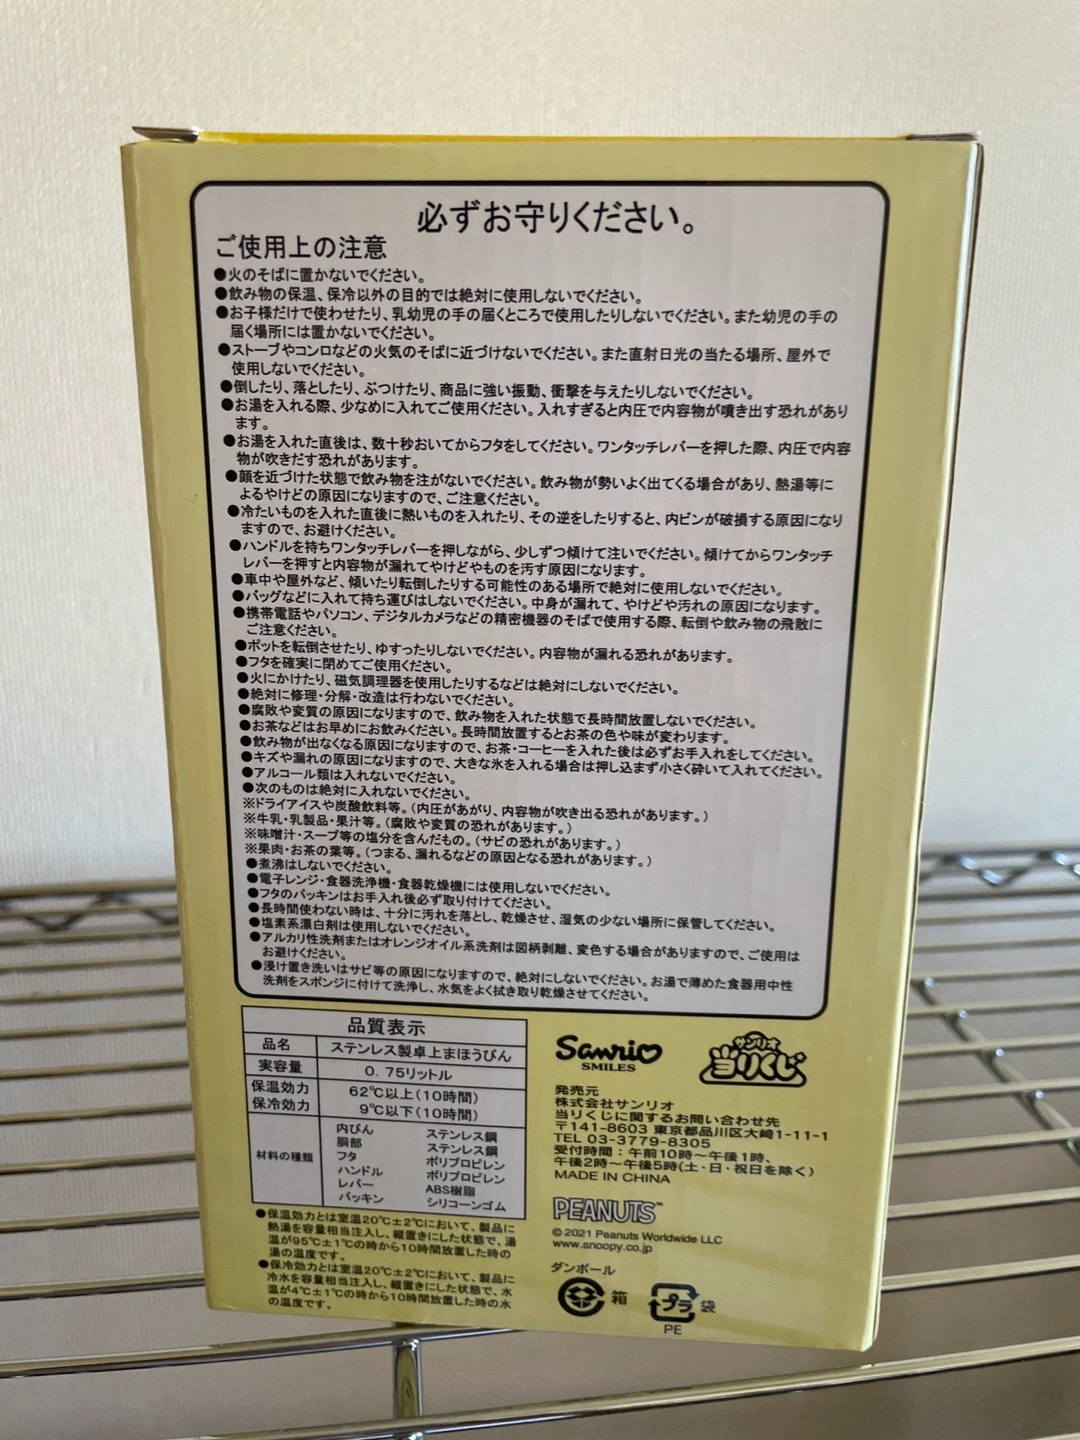 必ずお守りください。
ご使用上の注意
●火のそばに置かないでください。
●飲み物の保温、保冷以外の目的では絶対に使用しないでください。
●お子様だけで使わせたり、乳幼児の手の届くところで使用したりしないでください。また幼児の手の
届く場所には置かないでください。
●ストーブやコンロなどの火気のそばに近づけないでください。また直射日光の当たる場所、屋外で
使用しないでください。
●倒したり、落としたり、ぶつけたり、商品に強い振動、衝撃を与えたりしないでください。
●お湯を入れる際、少なめに入れてご使用ください。入れすぎると内圧で内容物が噴き出す恐れがあり
ます。
●お湯を入れた直後は、数十秒おいてからフタをしてください。ワンタッチレバーを押した際、内圧で内容
物が吹きだす恐れがあります。
●顔を近づけた状態で飲み物を注がないでください。飲み物が勢いよく出てくる場合があり、熱湯等に
よるやけどの原因になりますので、ご注意ください。
●冷たいものを入れた直後に熱いものを入れたり、その逆をしたりすると、内ビンが破損する原因になり
ますので、お避けください。
●ハンドルを持ちワンタッチレバーを押しながら、少しずつ傾けて注いでください。傾けてからワンタッチ
レバーを押すと内容物が漏れてやけどやものを汚す原因になります。
●車中や屋外など、傾いたり転倒したりする可能性のある場所で絶対に使用しないでください。
●バッグなどに入れて持ち運びはしないでください。中身が漏れて、やけどや汚れの原因になります。
●携帯電話やパソコン、デジタルカメラなどの精密機器のそばで使用する際、転倒や飲み物の飛散に
ご注意ください。
●ポットを転倒させたり、ゆすったりしないでください。内容物が漏れる恐れがあります。
●フタを確実に閉めてご使用ください。
●火にかけたり、磁気調理器を使用したりするなどは絶対にしないでください。
●絶対に修理・分解・改造は行わないでください。
●腐敗や変質の原因になりますので、飲み物を入れた状態で長時間放置しないでください。
●お茶などはお早めにお飲みください。長時間放置するとお茶の色や味が変わります。
●飲み物が出なくなる原因になりますので、お茶・コーヒーを入れた後は必ずお手入れをしてください。
●キズや漏れの原因になりますので、大きな氷を入れる場合は押し込まず小さく砕いて入れてください。
●アルコール類は入れないでください。
●次のものは絶対に入れないでください。
※ドライアイスや炭酸飲料等。(内圧があがり、内容物が吹き出る恐れがあります。)
※牛乳・乳製品・果汁等。(腐敗や変質の恐れがあります。)
※味噌汁・スープ等の塩分を含んだもの。(サビの恐れがあります。)
※果肉・お茶の葉等。(つまる、漏れるなどの原因となる恐れがあります。)
●煮沸はしないでください。
●電子レンジ・食器洗浄機・食器乾燥機には使用しないでください。
●フタのパッキンはお手入れ後必ず取り付けてください。
●長時間使わない時は、十分に汚れを落とし、乾燥させ、湿気の少ない場所に保管してください。
●塩素系漂白剤は使用しないでください。
●アルカリ性洗剤またはオレンジオイル系洗剤は図柄剥離、変色する場合がありますので、ご使用は
お避けください。
●浸け置き洗いはサビ等の原因になりますので、絶対にしないでください。お湯で薄めた食器用中性
洗剤をスポンジに付けて洗浄し、水気をよく拭き取り乾燥させてください。
品質表示
品名 ステンレス製卓上まほうびん
実容量 0.75リットル
保温効力 62℃以上(10時間)
保冷効力 9℃以下(10時間)
材料の種類
内びん ステンレス鋼
胴部 ステンレス鋼
フタ ポリプロピレン
ハンドル ポリプロピレン
レバー ABS樹脂
パッキン シリコーンゴム
●保温効力とは室温20℃±2℃において、製品に
熱湯を容量相当注入し、縦置きにした状態で、湯
温が95℃±1℃の時から10時間放置した時の
湯の温度です。
●保冷効力とは室温20℃±2℃において、製品に
冷水を容量相当注入し、縦置きにした状態で、水
温が4℃±1℃の時から10時間放置した時の水
の温度です。
Sanrio
SMILES
サンリオ
当りくじ
発売元
株式会社サンリオ
当りくじに関するお問い合わせ先
〒141-8603 東京都品川区大崎1-11-1
TEL 03-3779-8305
受付時間:午前10時〜午後1時、
午後2時〜午後5時(土・日・祝日を除く)
MADE IN CHINA
PEANUTS™
© 2021 Peanuts Worldwide LLC
www.snoopy.co.jp
ダンボール
箱
プラ 袋
PE